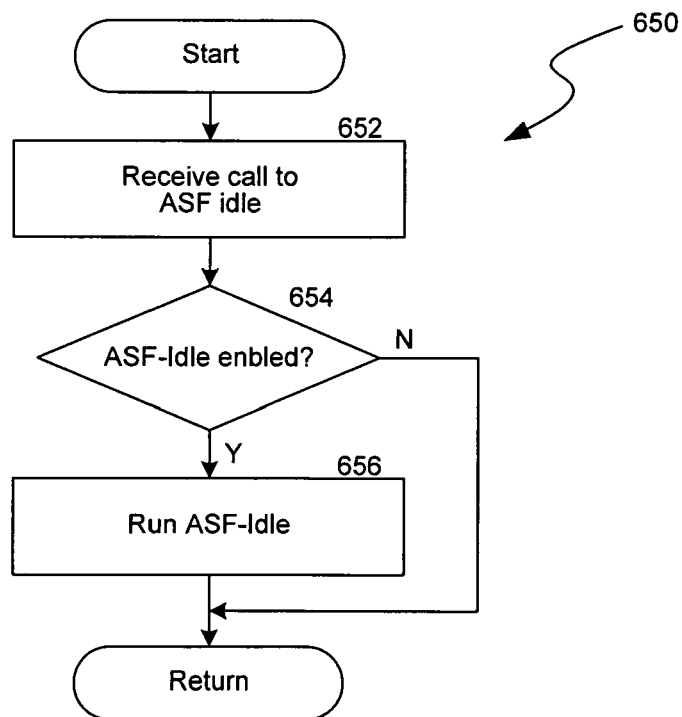 650
Start
652
Receive call to
ASF idle
654
ASF-Idle enbled?
N
Y
656
Run ASF-Idle
Return